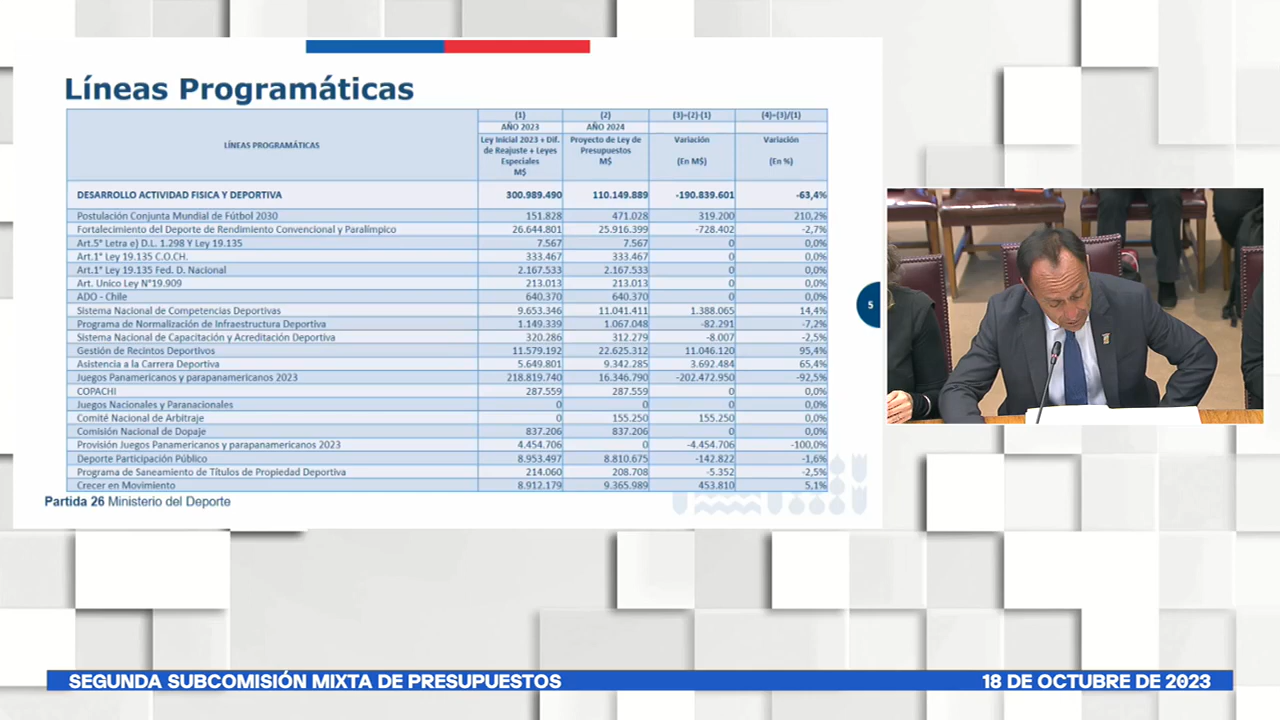 Líneas Programáticas
LÍNEAS PROGRAMÁTICAS
(1) (2) (3)=(2)-(1) (4)=(3)/(1)
AÑO 2023 AÑO 2024
Ley Inicial 2023 + Dif. de Reajuste + Leyes Especiales M$
Proyecto de Ley de Presupuestos M$
Variación (En M$)
Variación (En %)
DESARROLLO ACTIVIDAD FISICA Y DEPORTIVA 300.989.490 110.149.889 -190.839.601 -63,4%
Postulación Conjunta Mundial de Fútbol 2030 151.828 471.028 319.200 210,2%
Fortalecimiento del Deporte de Rendimiento Convencional y Paralímpico 26.644.801 25.916.399 -728.402 -2,7%
Art.5° Letra e) D.L. 1.298 Y Ley 19.135 7.567 7.567 0 0,0%
Art.1° Ley 19.135 C.O.CH. 333.467 333.467 0 0,0%
Art.1° Ley 19.135 Fed. D. Nacional 2.167.533 2.167.533 0 0,0%
Art. Unico Ley N°19.909 213.013 213.013 0 0,0%
ADO - Chile 640.370 640.370 0 0,0%
Sistema Nacional de Competencias Deportivas 9.653.346 11.041.411 1.388.065 14,4%
Programa de Normalización de Infraestructura Deportiva 1.149.339 1.067.048 -82.291 -7,2%
Sistema Nacional de Capacitación y Acreditación Deportiva 320.286 312.279 -8.007 -2,5%
Gestión de Recintos Deportivos 11.579.192 22.625.312 11.046.120 95,4%
Asistencia a la Carrera Deportiva 5.649.801 9.342.285 3.692.484 65,4%
Juegos Panamericanos y parapanamericanos 2023 218.819.740 16.346.790 -202.472.950 -92,5%
COPACHI 287.559 287.559 0 0,0%
Juegos Nacionales y Paranacionales 0 0 0 0,0%
Comité Nacional de Arbitraje 0 155.250 155.250 0,0%
Comisión Nacional de Dopaje 837.206 837.206 0 0,0%
Provisión Juegos Panamericanos y parapanamericanos 2023 4.454.706 0 -4.454.706 -100,0%
Deporte Participación Público 8.953.497 8.810.675 -142.822 -1,6%
Programa de Saneamiento de Títulos de Propiedad Deportiva 214.060 208.708 -5.352 -2,5%
Crecer en Movimiento 8.912.179 9.365.989 453.810 5,1%
Partida 26 Ministerio del Deporte
5
SEGUNDA SUBCOMISIÓN MIXTA DE PRESUPUESTOS
18 DE OCTUBRE DE 2023